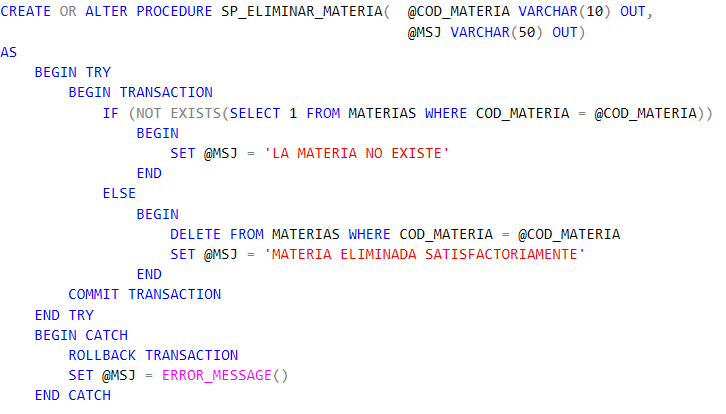 CREATE OR ALTER PROCEDURE SP_ELIMINAR_MATERIA(  @COD_MATERIA VARCHAR(10) OUT,
                                                @MSJ VARCHAR(50) OUT)
AS
    BEGIN TRY
        BEGIN TRANSACTION
            IF (NOT EXISTS(SELECT 1 FROM MATERIAS WHERE COD_MATERIA = @COD_MATERIA))
                BEGIN
                    SET @MSJ = 'LA MATERIA NO EXISTE'
                END
            ELSE
                BEGIN
                    DELETE FROM MATERIAS WHERE COD_MATERIA = @COD_MATERIA
                    SET @MSJ = 'MATERIA ELIMINADA SATISFACTORIAMENTE'
                END
        COMMIT TRANSACTION
    END TRY
    BEGIN CATCH
        ROLLBACK TRANSACTION
        SET @MSJ = ERROR_MESSAGE()
    END CATCH